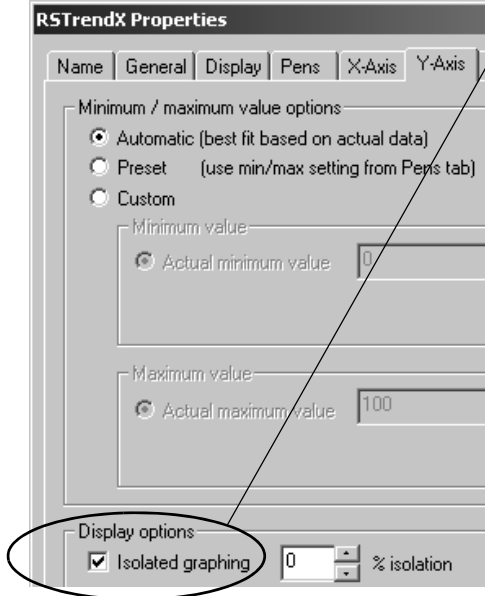 RSTrendX Properties
Name General Display Pens X-Axis Y-Axis
Minimum / maximum value options
Automatic (best fit based on actual data)
Preset (use min/max setting from Pens tab)
Custom
Minimum value
Actual minimum value 0
Maximum value
Actual maximum value 100
Display options
Isolated graphing 0 % isolation